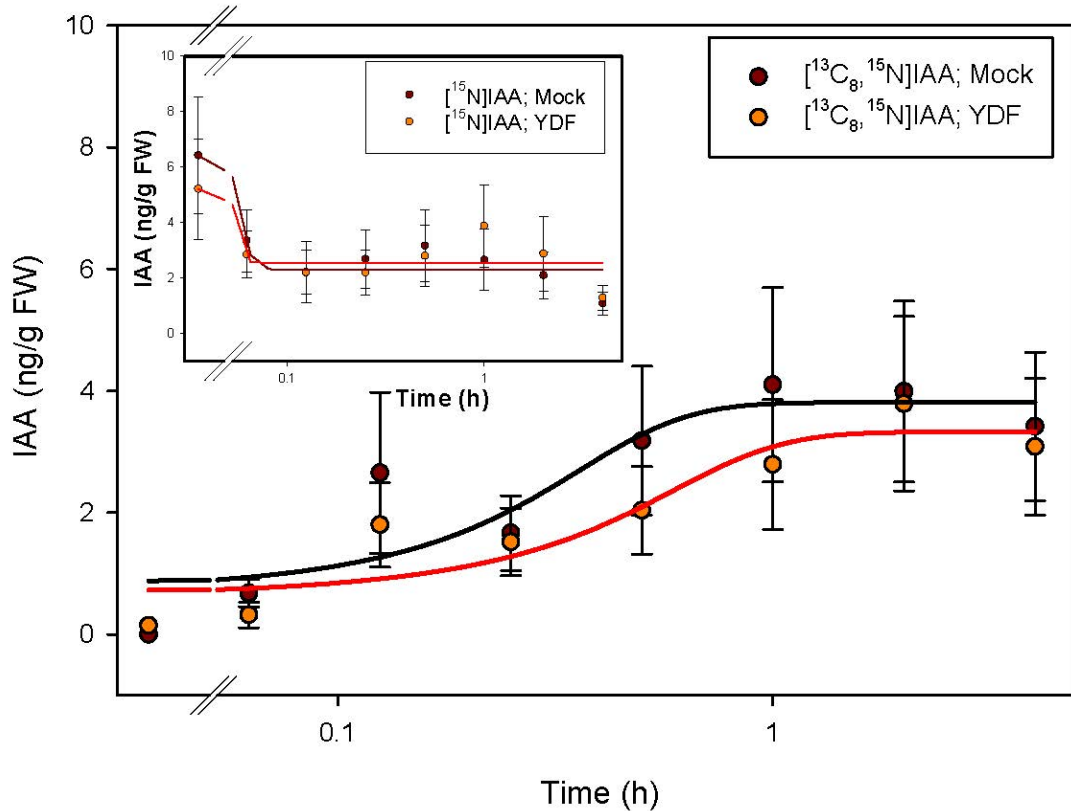 10
8
6
4
2
0
IAA (ng/g FW)
[¹³C₈,¹⁵N]IAA; Mock
[¹³C₈,¹⁵N]IAA; YDF
10
8
6
4
2
0
IAA (ng/g FW)
[¹⁵N]IAA; Mock
[¹⁵N]IAA; YDF
0.1
1
Time (h)
0.1
1
Time (h)